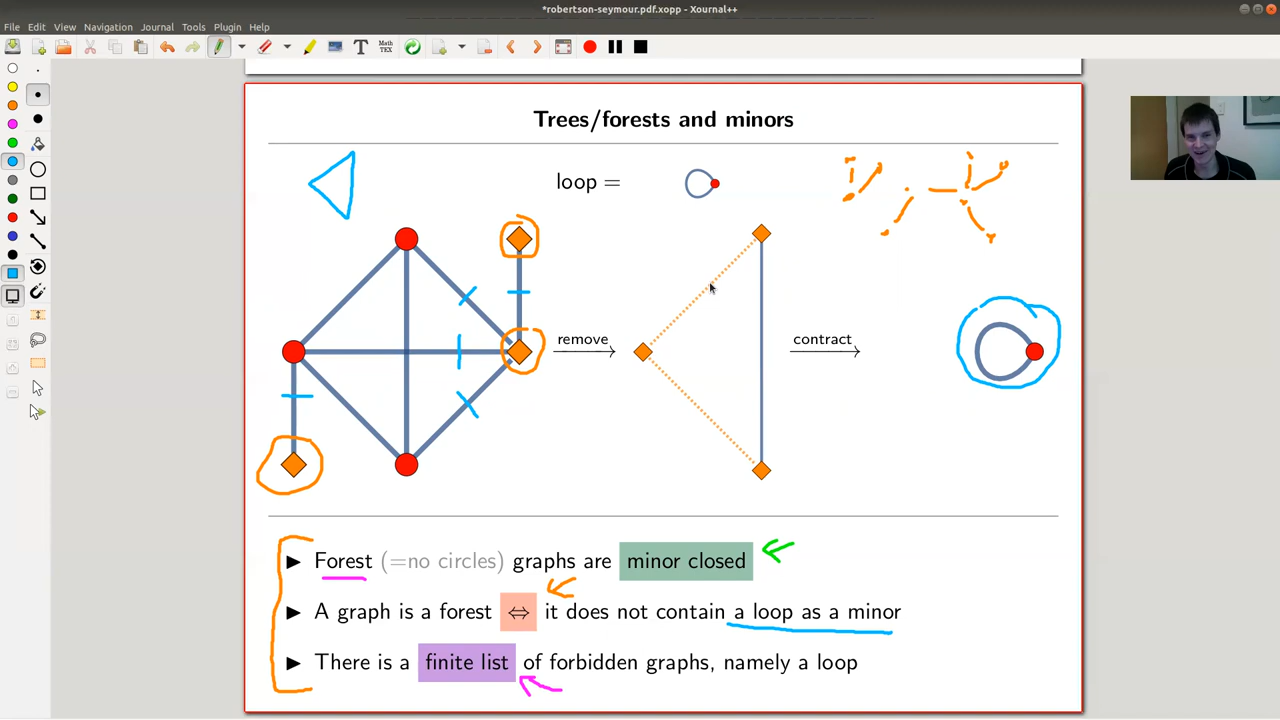 *robertson-seymour.pdf.xopp - Xournal++
File Edit View Navigation Journal Tools Plugin Help
Math
TEX
T
Trees/forests and minors
loop =
remove
contract
► Forest (=no circles) graphs are minor closed
► A graph is a forest ⇔ it does not contain a loop as a minor
► There is a finite list of forbidden graphs, namely a loop